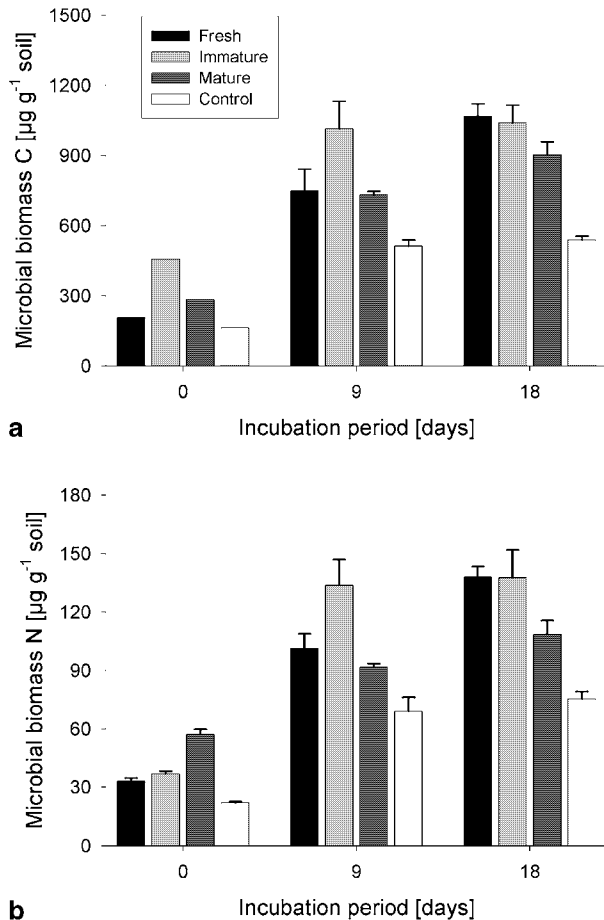 1500
1200
900
600
300
0
Microbial biomass C [µg g⁻¹ soil]
Fresh
Immature
Mature
Control
0 9 18
Incubation period [days]
a
180
150
120
90
60
30
0
Microbial biomass N [µg g⁻¹ soil]
0 9 18
Incubation period [days]
b